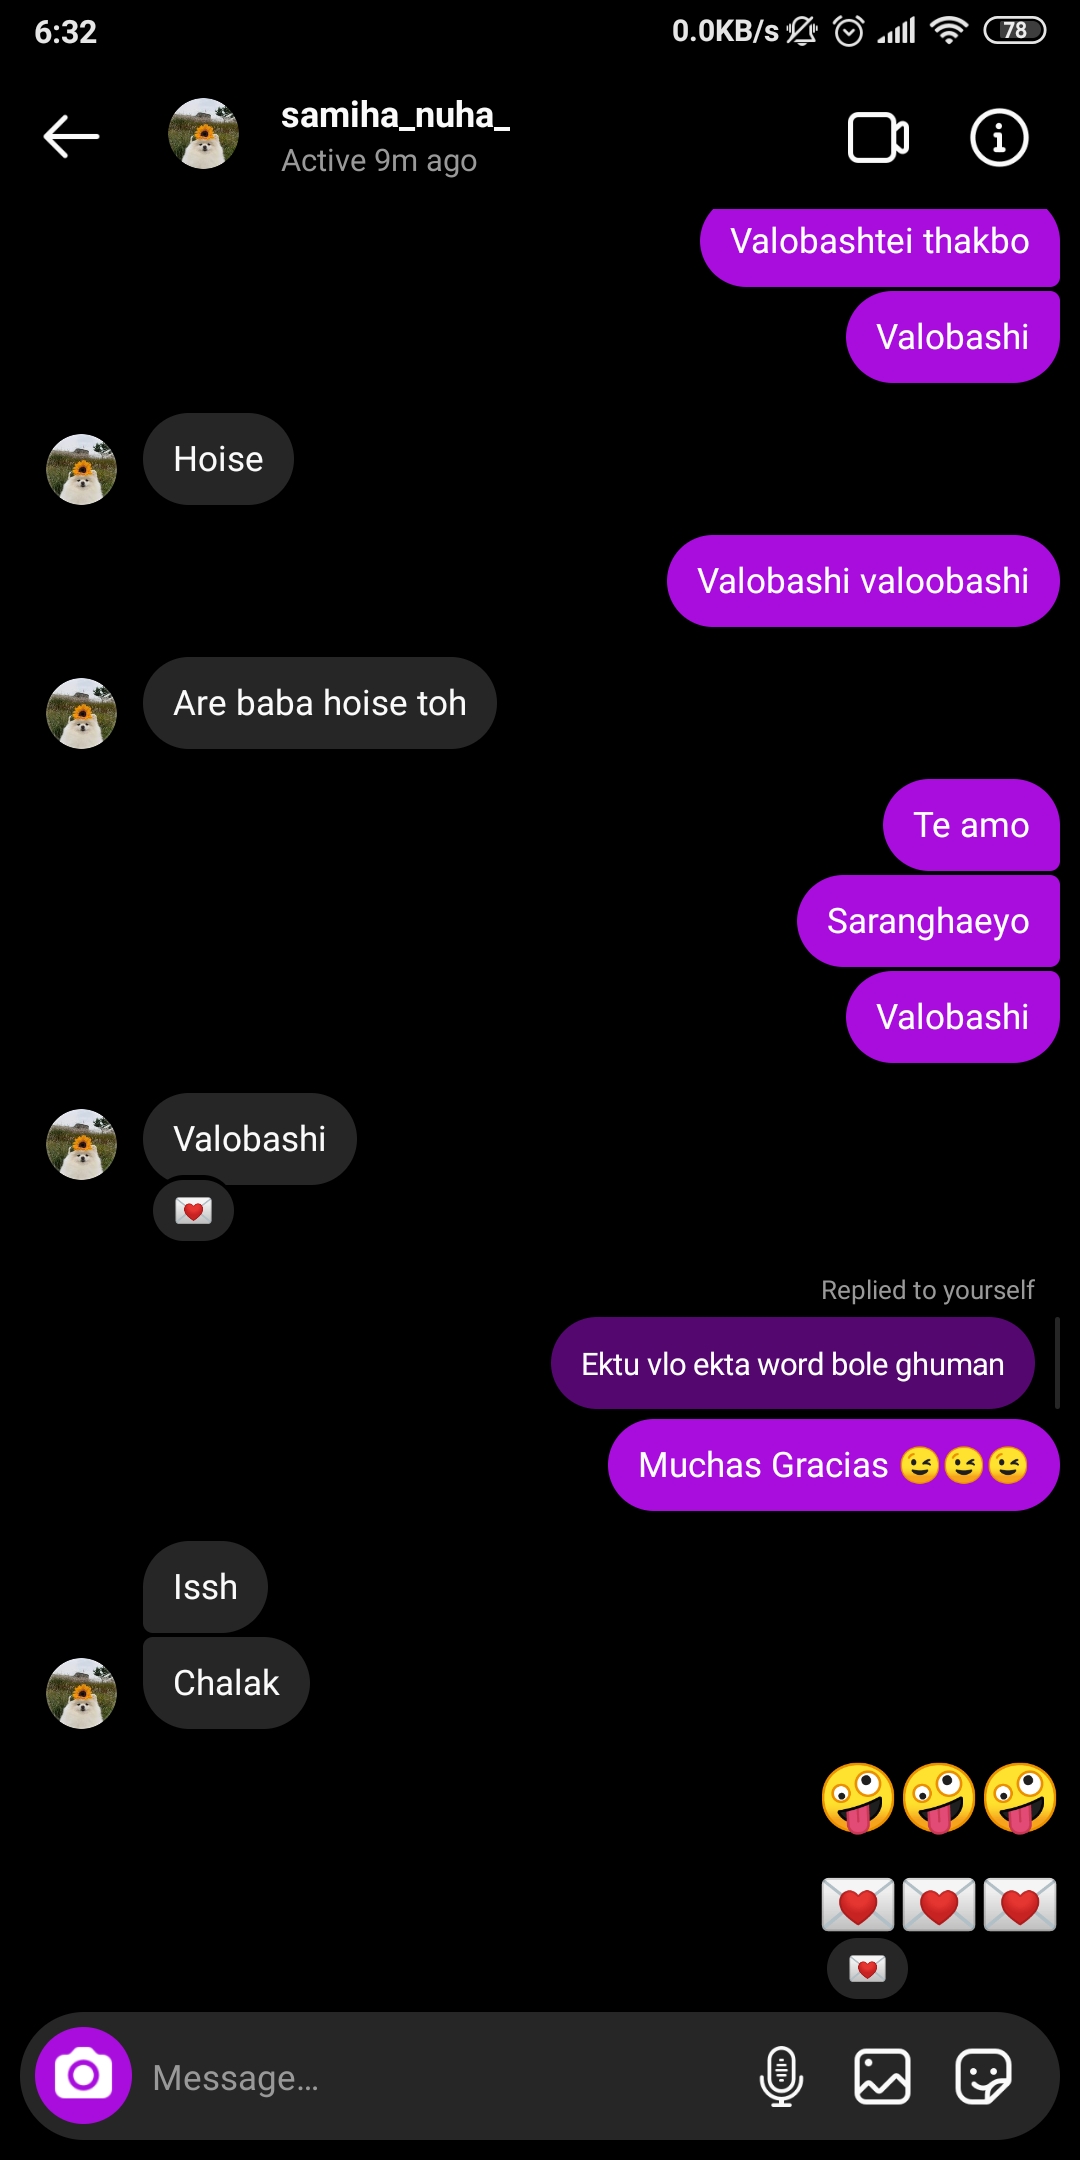 6:32
0.0KB/s
78
samiha_nuha_
Active 9m ago
Valobashtei thakbo
Valobashi
Hoise
Valobashi valoobashi
Are baba hoise toh
Te amo
Saranghaeyo
Valobashi
Valobashi
💌
Replied to yourself
Ektu vlo ekta word bole ghuman
Muchas Gracias 😉😉😉
Issh
Chalak
🤪🤪🤪
💌💌💌
💌
Message...